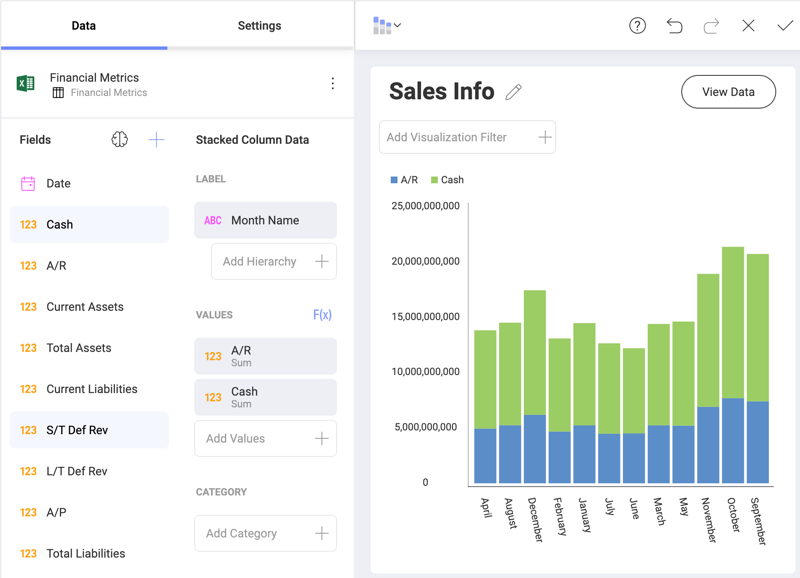 Data
Settings
Financial Metrics
Financial Metrics
Fields
Date
123 Cash
123 A/R
123 Current Assets
123 Total Assets
123 Current Liabilities
123 S/T Def Rev
123 L/T Def Rev
123 A/P
123 Total Liabilities
Stacked Column Data
LABEL
ABC Month Name
Add Hierarchy
VALUES F(x)
123 A/R
Sum
123 Cash
Sum
Add Values
CATEGORY
Add Category
Sales Info
View Data
Add Visualization Filter
A/R Cash
25,000,000,000
20,000,000,000
15,000,000,000
10,000,000,000
5,000,000,000
0
April
August
December
February
January
July
June
March
May
November
October
September